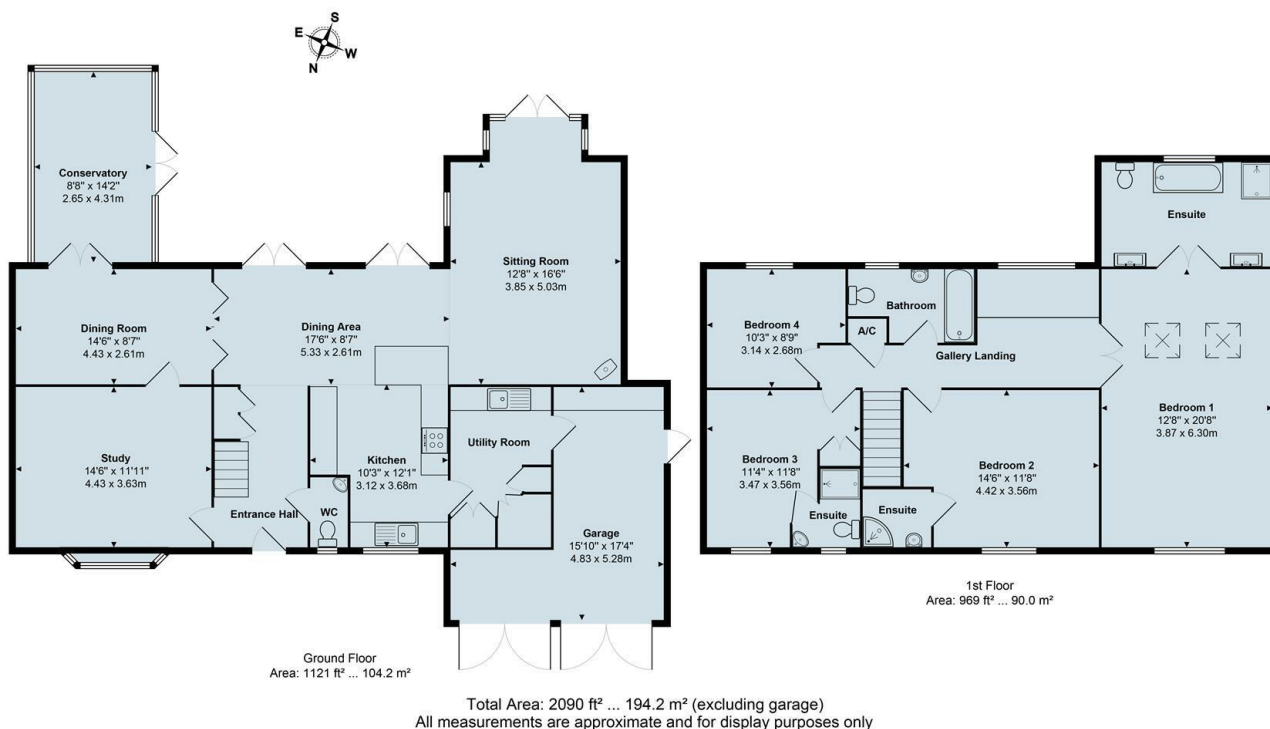 S
E
W
N
Conservatory
8'8" x 14'2"
2.65 x 4.31m
Dining Room
14'6" x 8'7"
4.43 x 2.61m
Dining Area
17'6" x 8'7"
5.33 x 2.61m
Sitting Room
12'8" x 16'6"
3.85 x 5.03m
Study
14'6" x 11'11"
4.43 x 3.63m
Entrance Hall
WC
Kitchen
10'3" x 12'1"
3.12 x 3.68m
Utility Room
Garage
15'10" x 17'4"
4.83 x 5.28m
Ground Floor
Area: 1121 ft² ... 104.2 m²
Ensuite
Bedroom 4
10'3" x 8'9"
3.14 x 2.68m
Bathroom
A/C
Gallery Landing
Bedroom 1
12'8" x 20'8"
3.87 x 6.30m
Bedroom 3
11'4" x 11'8"
3.47 x 3.56m
Bedroom 2
14'6" x 11'8"
4.42 x 3.56m
Ensuite
Ensuite
1st Floor
Area: 969 ft² ... 90.0 m²
Total Area: 2090 ft² ... 194.2 m² (excluding garage)
All measurements are approximate and for display purposes only